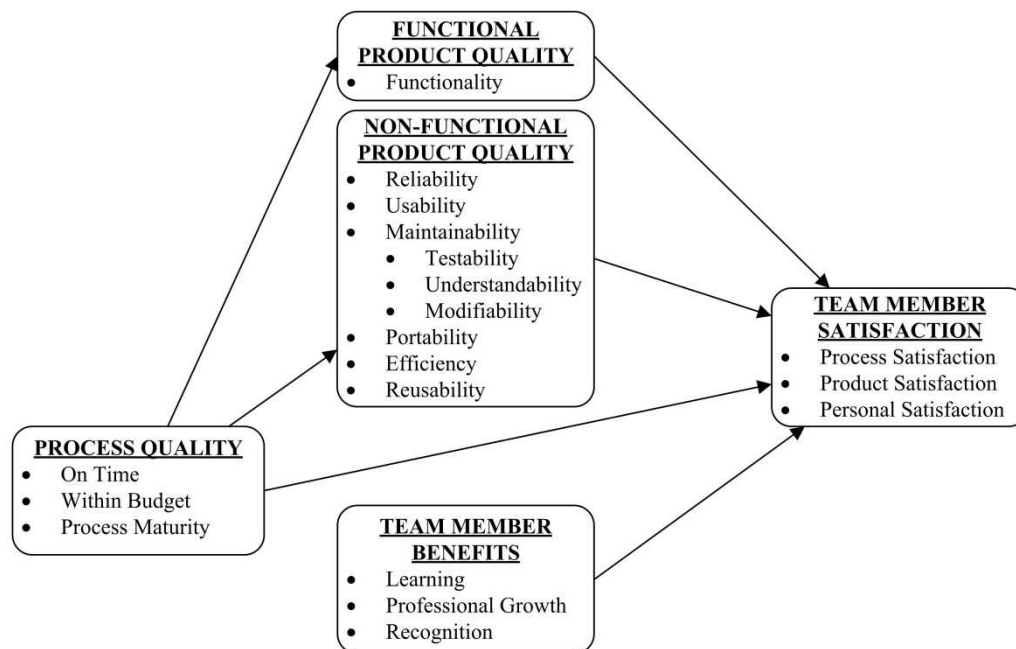 FUNCTIONAL
PRODUCT QUALITY
• Functionality
NON-FUNCTIONAL
PRODUCT QUALITY
• Reliability
• Usability
• Maintainability
• Testability
• Understandability
• Modifiability
• Portability
• Efficiency
• Reusability
PROCESS QUALITY
• On Time
• Within Budget
• Process Maturity
TEAM MEMBER
BENEFITS
• Learning
• Professional Growth
• Recognition
TEAM MEMBER
SATISFACTION
• Process Satisfaction
• Product Satisfaction
• Personal Satisfaction